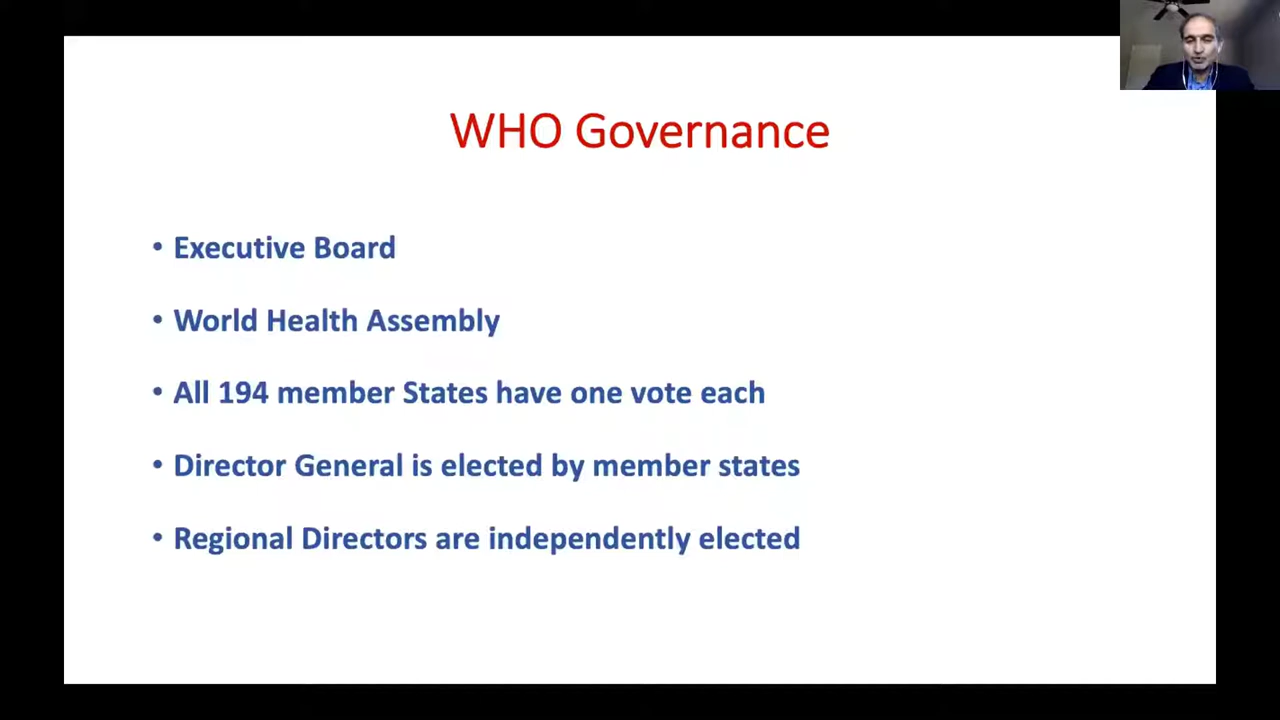 WHO Governance
• Executive Board
• World Health Assembly
• All 194 member States have one vote each
• Director General is elected by member states
• Regional Directors are independently elected